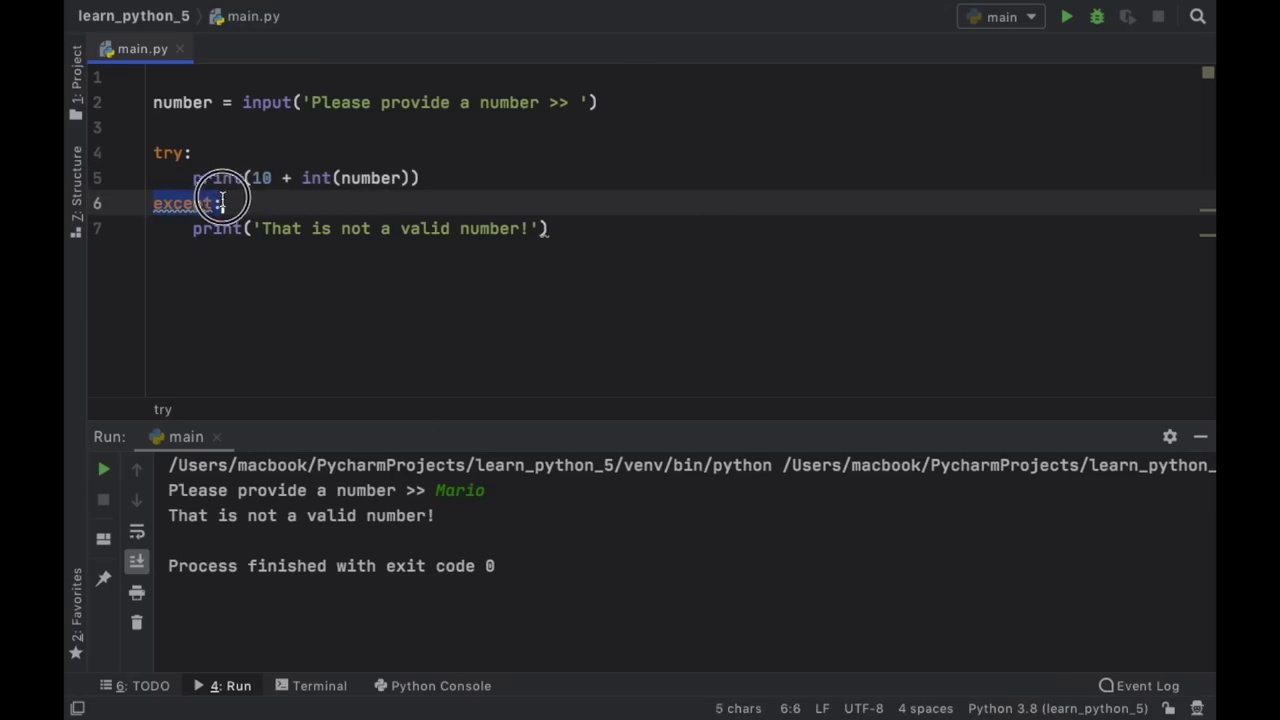 learn_python_5 main.py main
1: Project
main.py
1
2 number = input('Please provide a number >> ')
3
4 try:
5 print(10 + int(number))
6 except:
7 print('That is not a valid number!')
7: Structure
try
Run: main
/Users/macbook/PycharmProjects/learn_python_5/venv/bin/python /Users/macbook/PycharmProjects/learn_python_
Please provide a number >> Mario
That is not a valid number!
Process finished with exit code 0
2: Favorites
6: TODO 4: Run Terminal Python Console Event Log
5 chars 6:6 LF UTF-8 4 spaces Python 3.8 (learn_python_5)